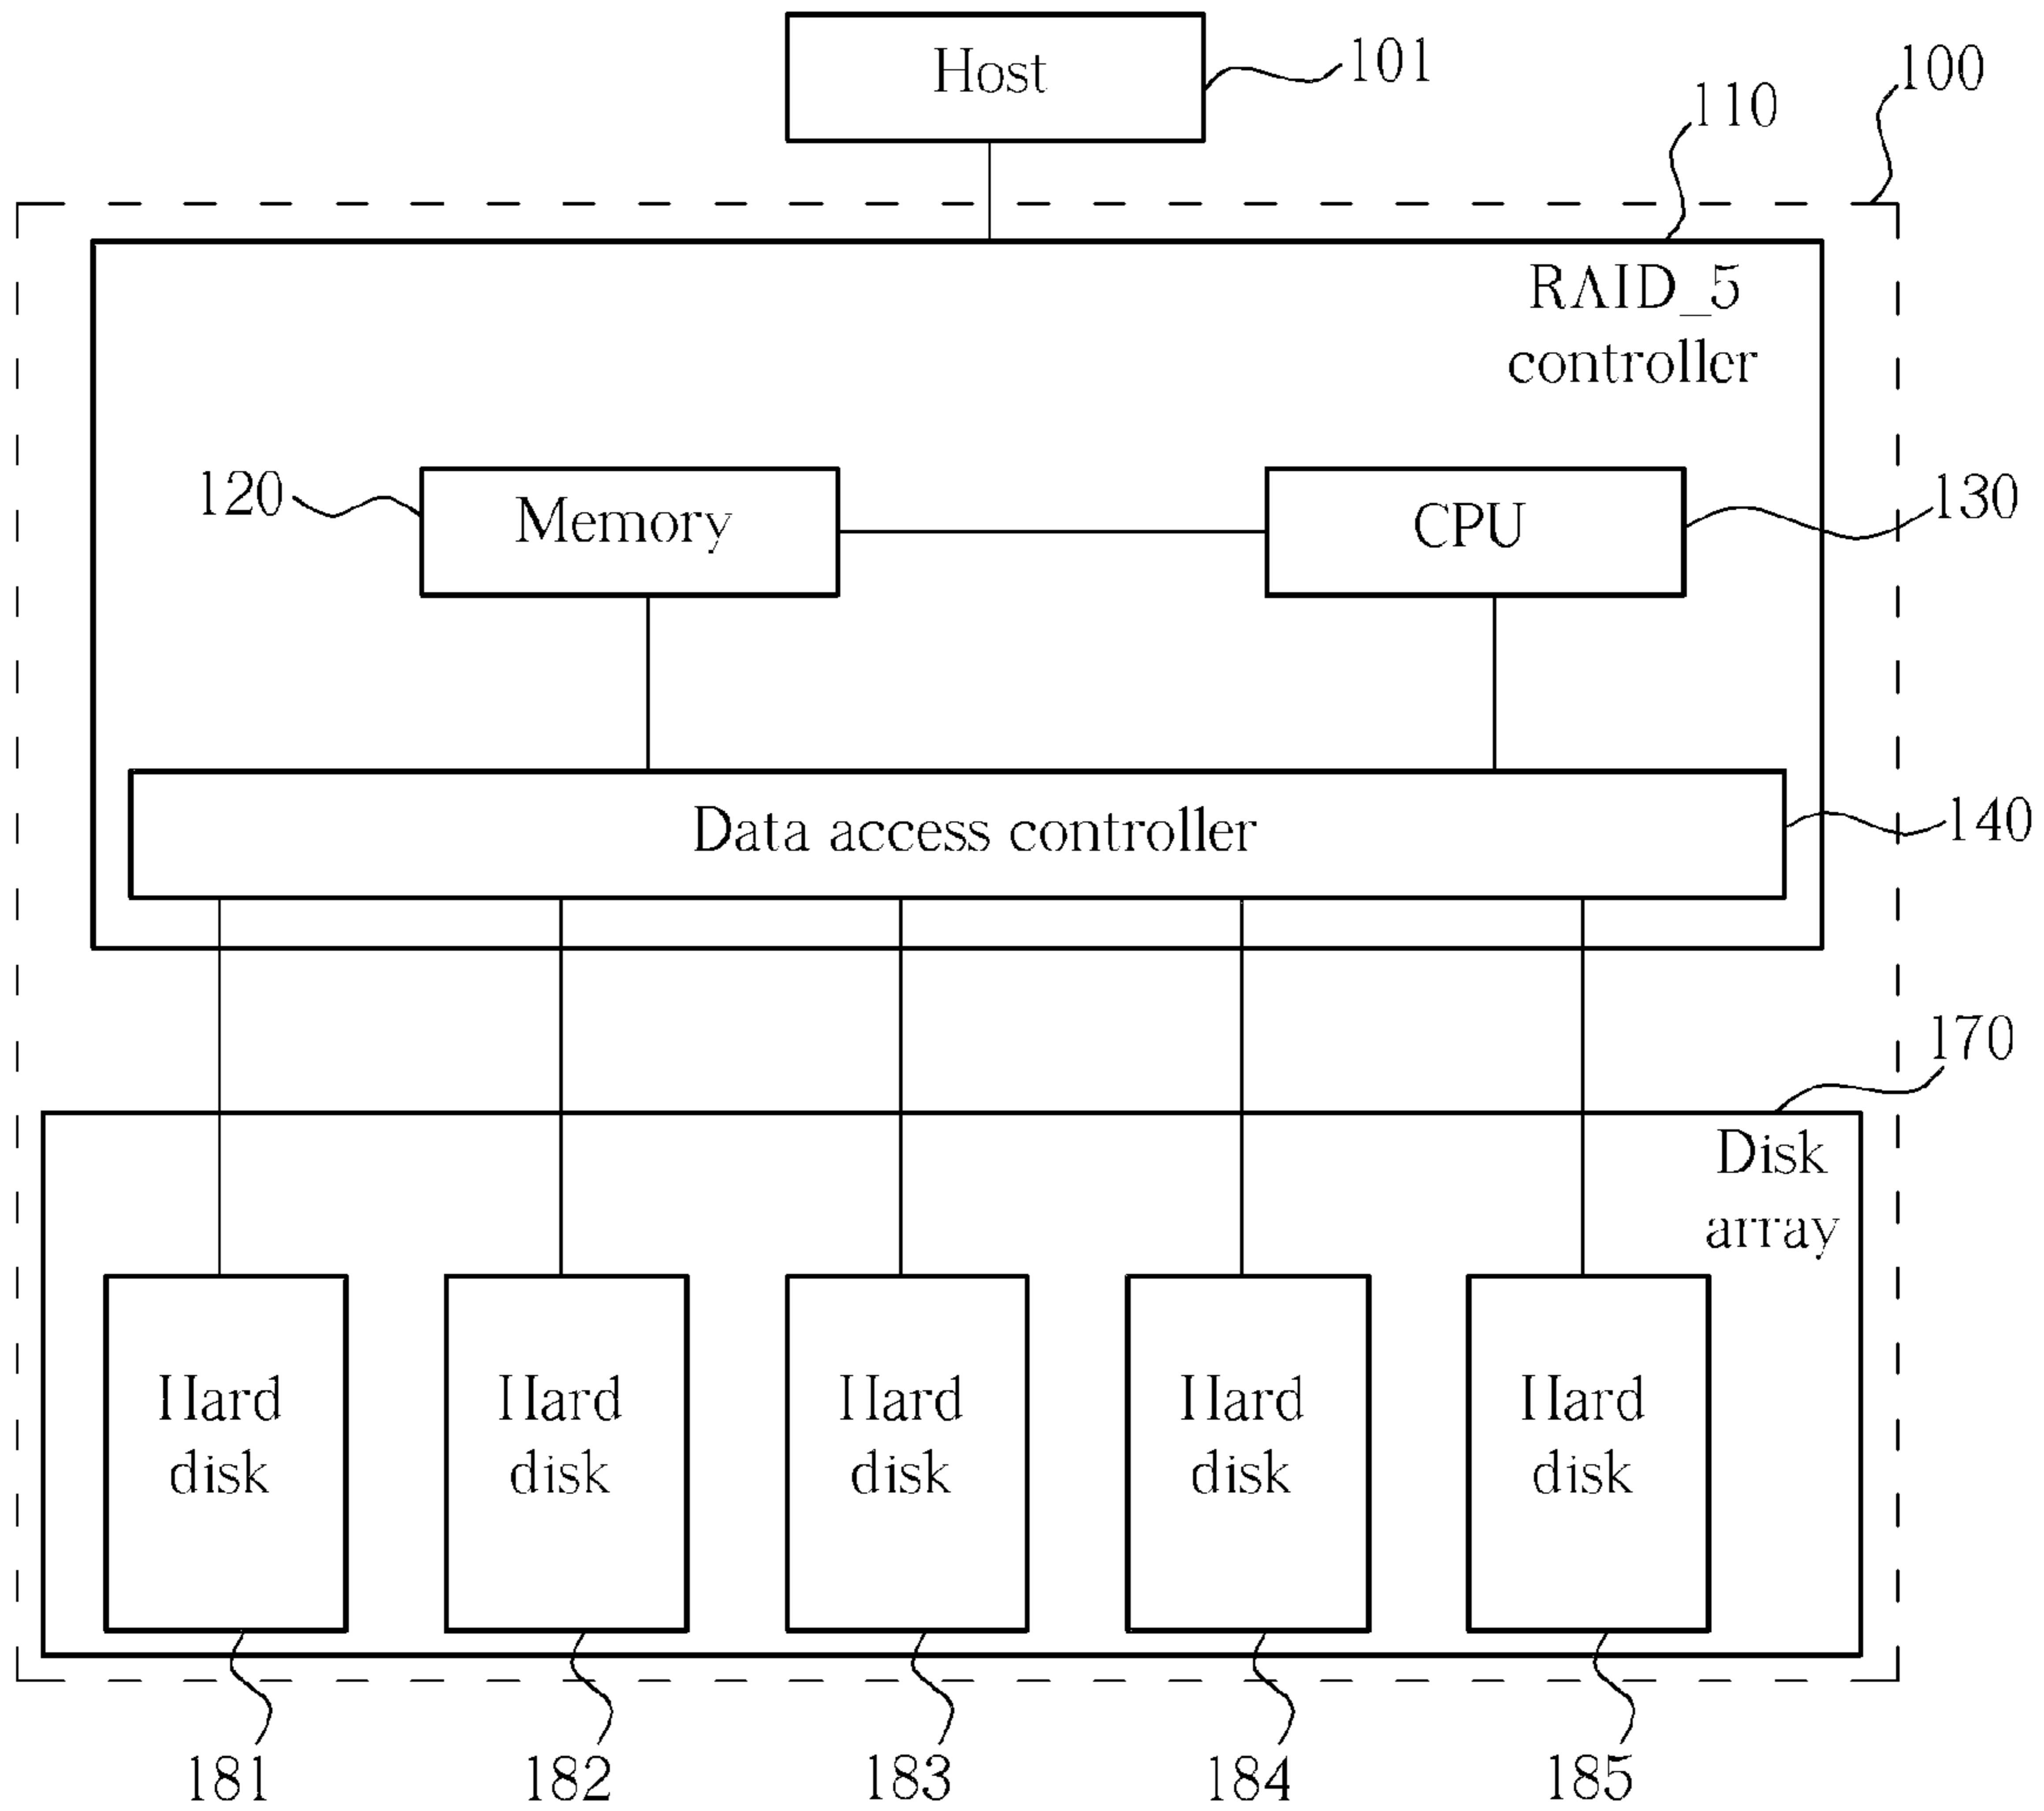 Host
101
100
110
RAID_5
controller
120
Memory
CPU
130
Data access controller
140
170
Disk
array
Hard
disk
Hard
disk
Hard
disk
Hard
disk
Hard
disk
181
182
183
184
185